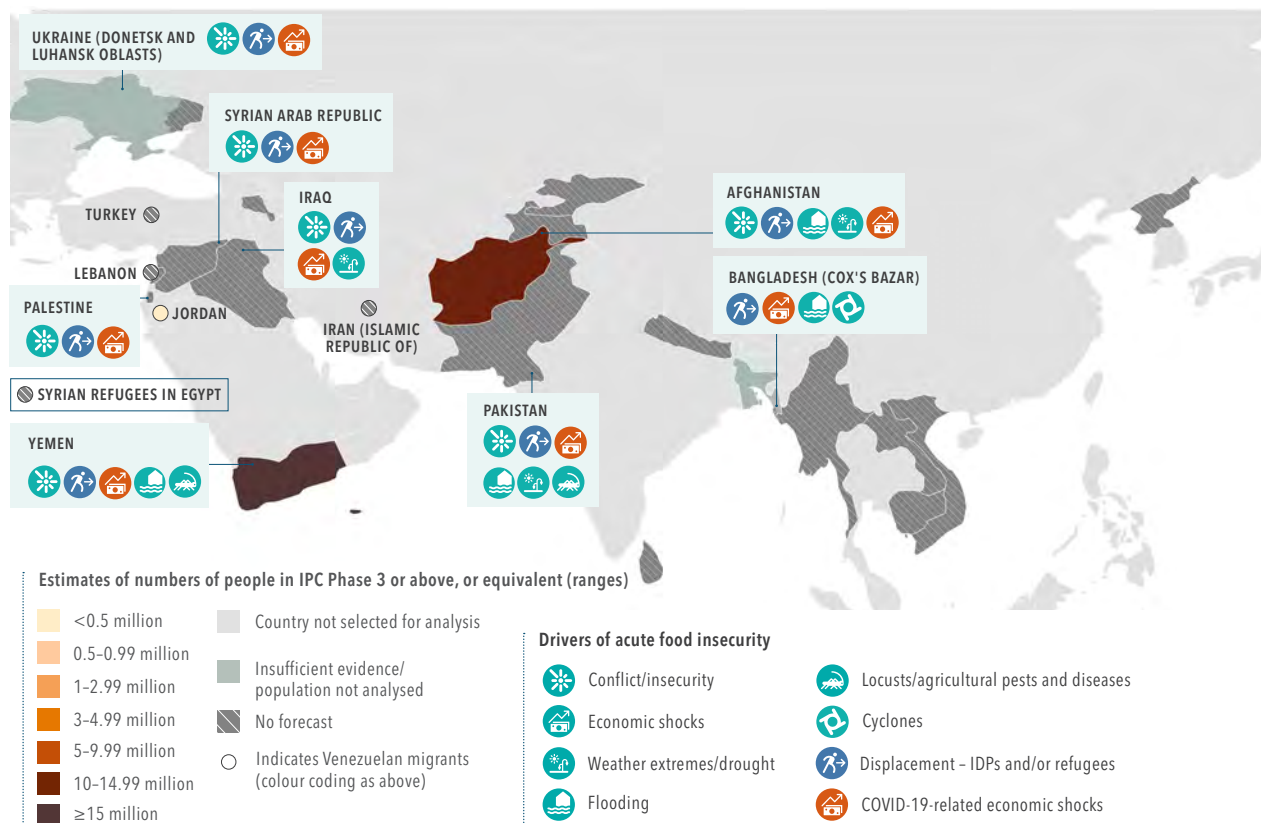 UKRAINE (DONETSK AND
LUHANSK OBLASTS)
SYRIAN ARAB REPUBLIC
IRAQ
TURKEY
LEBANON
PALESTINE
JORDAN
IRAN (ISLAMIC
REPUBLIC OF)
AFGHANISTAN
BANGLADESH (COX'S BAZAR)
SYRIAN REFUGEES IN EGYPT
YEMEN
PAKISTAN
Estimates of numbers of people in IPC Phase 3 or above, or equivalent (ranges)
<0.5 million
0.5–0.99 million
1–2.99 million
3–4.99 million
5–9.99 million
10–14.99 million
≥15 million
Country not selected for analysis
Insufficient evidence/
population not analysed
No forecast
Indicates Venezuelan migrants
(colour coding as above)
Drivers of acute food insecurity
Conflict/insecurity
Economic shocks
Weather extremes/drought
Flooding
Locusts/agricultural pests and diseases
Cyclones
Displacement – IDPs and/or refugees
COVID-19-related economic shocks